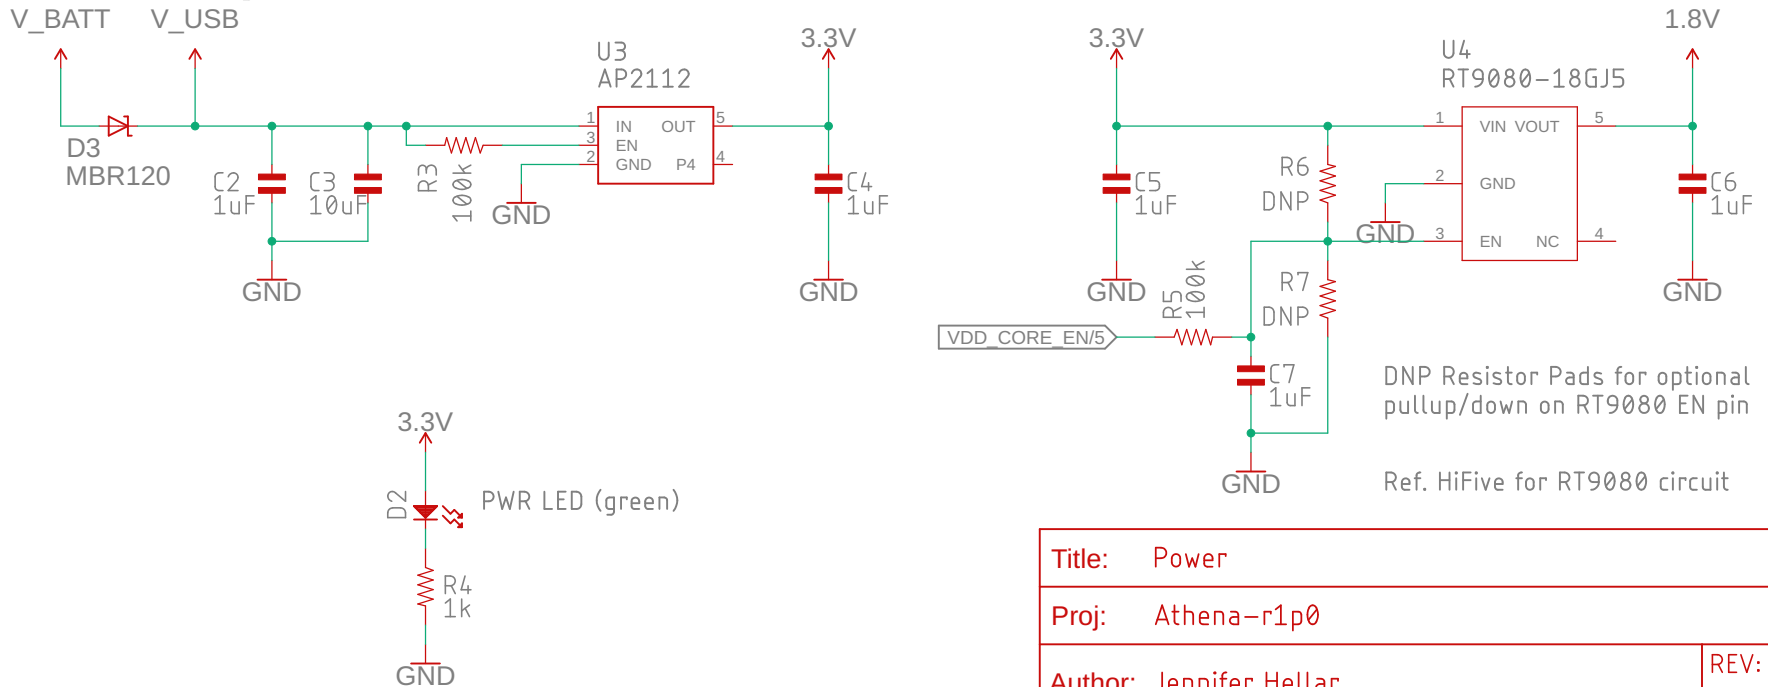 V_BATT
V_USB
D3
MBR120
C2
1uF
C3
10uF
GND
R3
100k
U3
AP2112
1
IN
OUT
5
3
EN
2
GND
P4
4
GND
3.3V
C4
1uF
GND
3.3V
C5
1uF
GND
U4
RT9080-18GJ5
1
VIN
VOUT
5
2
GND
3
EN
NC
4
GND
R6
DNP
R7
DNP
R5
100k
VDD_CORE_EN/5
C7
1uF
GND
1.8V
C6
1uF
GND
DNP Resistor Pads for optional
pullup/down on RT9080 EN pin
Ref. HiFive for RT9080 circuit
3.3V
D2
PWR LED (green)
R4
1k
GND
Title: Power
Proj: Athena-r1p0
Author: Jennifer Hellar
REV: